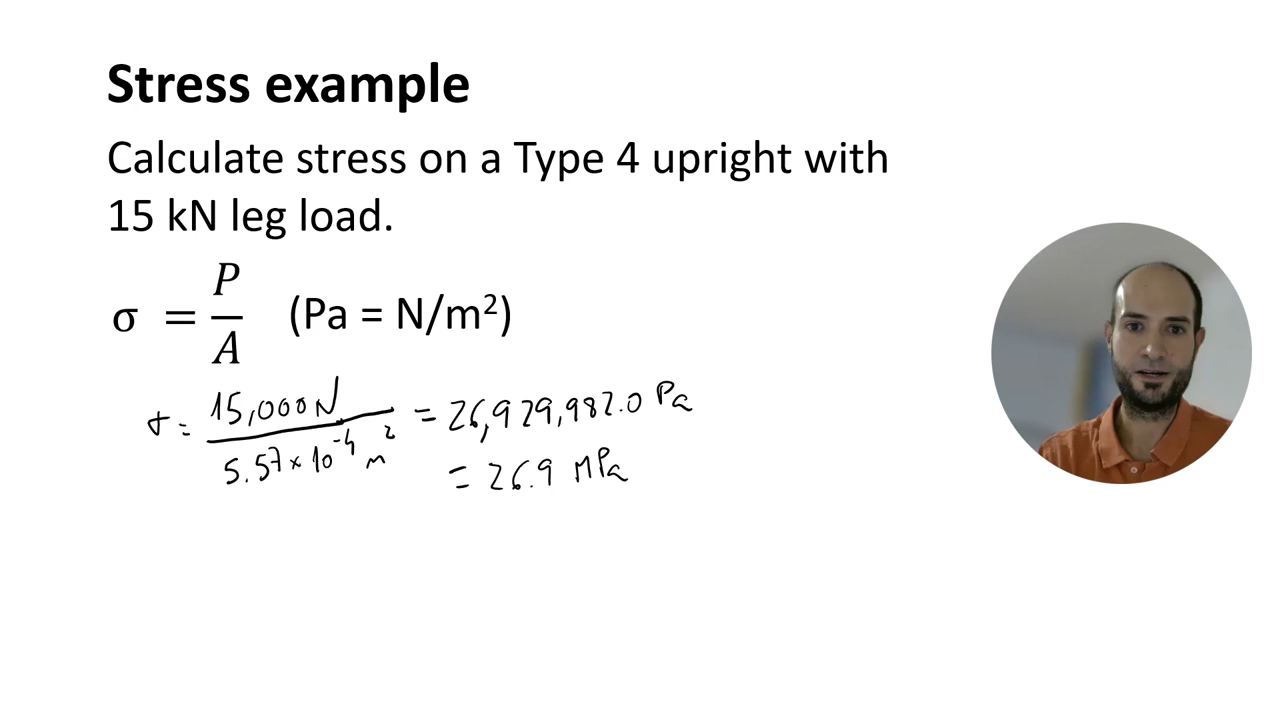 Stress example
Calculate stress on a Type 4 upright with
15 kN leg load.
σ = P/A (Pa = N/m²)
σ = 15,000N / 5.57 × 10⁻⁴ m² = 26,929,982.0 Pa
= 26.9 MPa